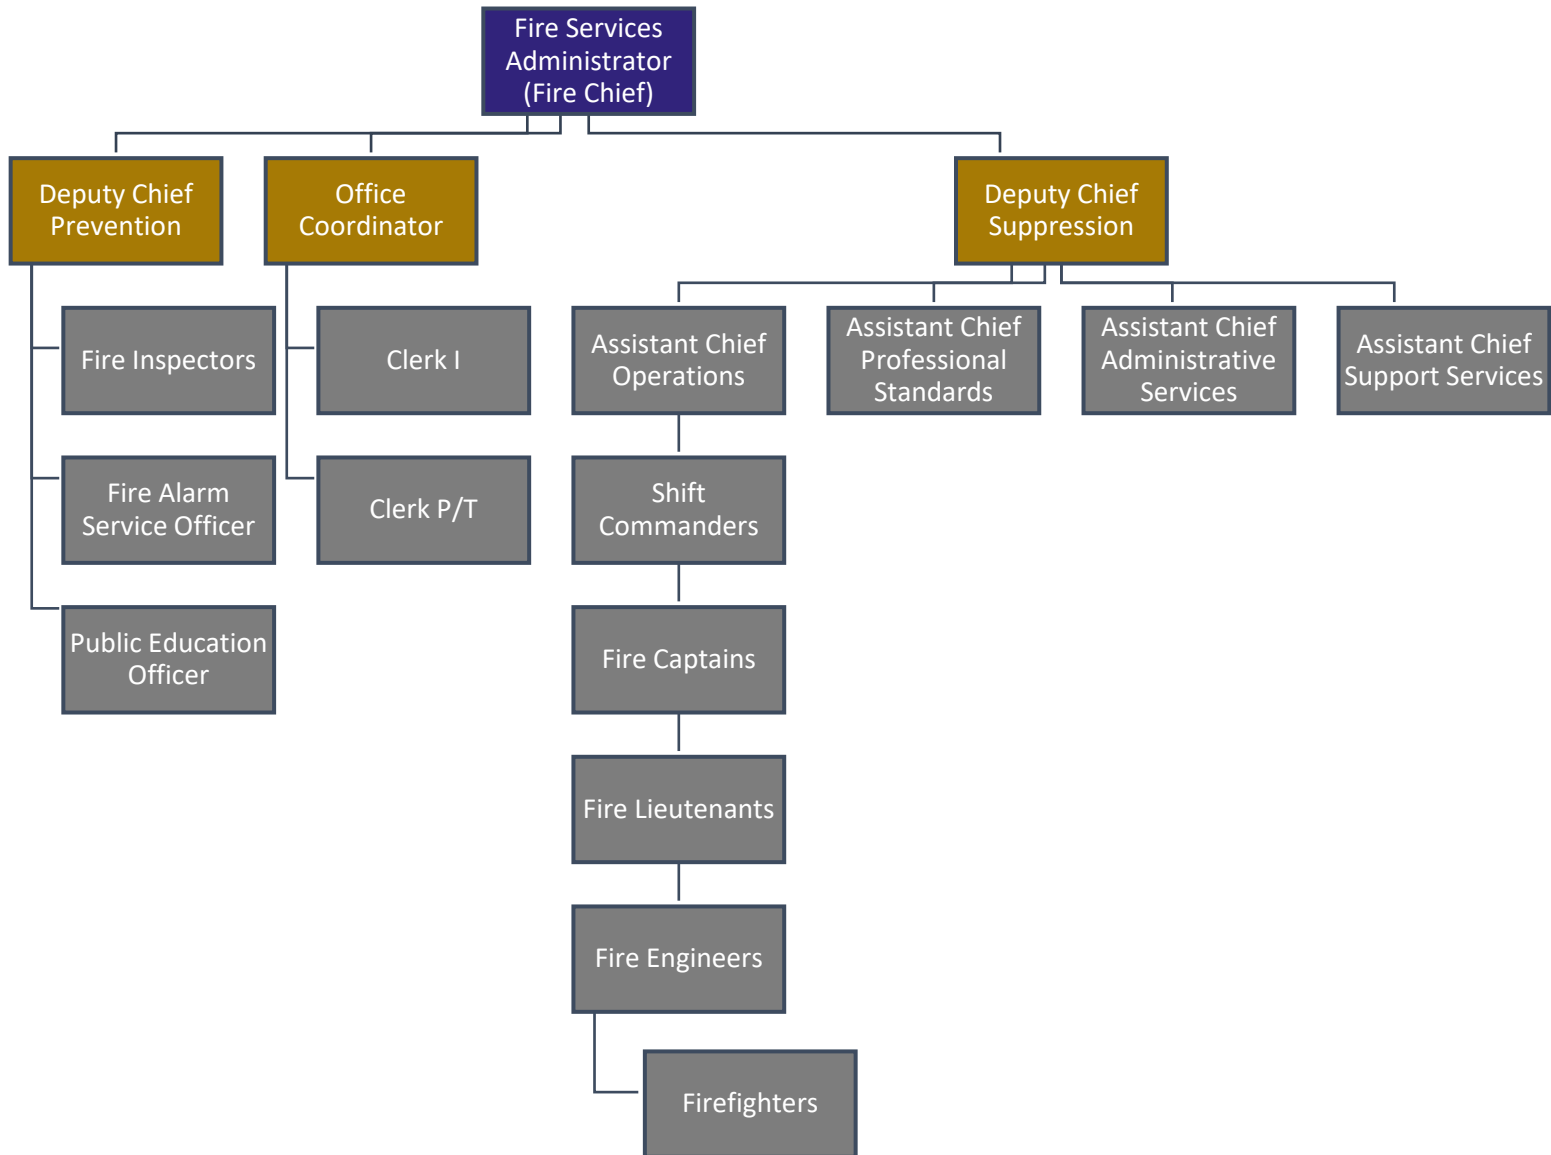 Fire Services
Administrator
(Fire Chief)
Deputy Chief
Prevention
Office
Coordinator
Deputy Chief
Suppression
Fire Inspectors
Clerk I
Assistant Chief
Operations
Assistant Chief
Professional
Standards
Assistant Chief
Administrative
Services
Assistant Chief
Support Services
Fire Alarm
Service Officer
Clerk P/T
Shift
Commanders
Public Education
Officer
Fire Captains
Fire Lieutenants
Fire Engineers
Firefighters